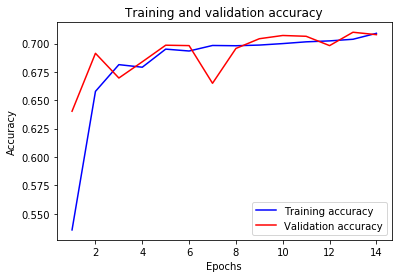 Training and validation accuracy
Accuracy
0.700
0.675
0.650
0.625
0.600
0.575
0.550
2 4 6 8 10 12 14
Epochs
Training accuracy
Validation accuracy